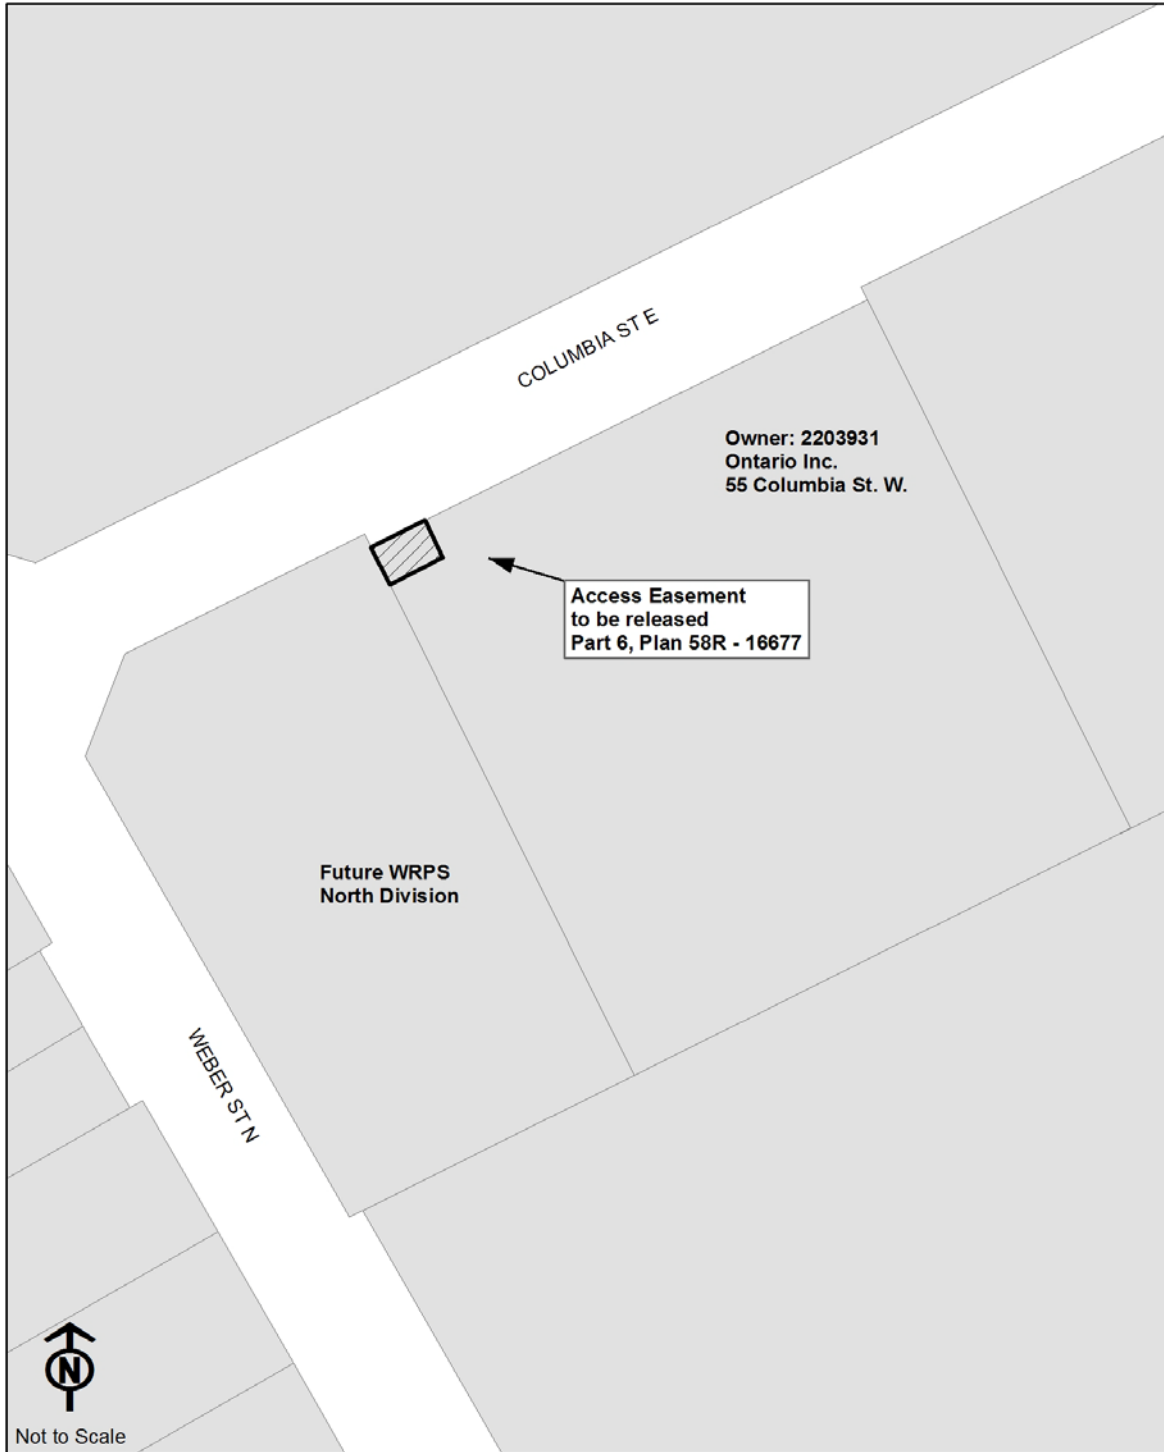 COLUMBIA ST E
Owner: 2203931
Ontario Inc.
55 Columbia St. W.
Access Easement
to be released
Part 6, Plan 58R - 16677
Future WRPS
North Division
WEBER ST N
N
Not to Scale